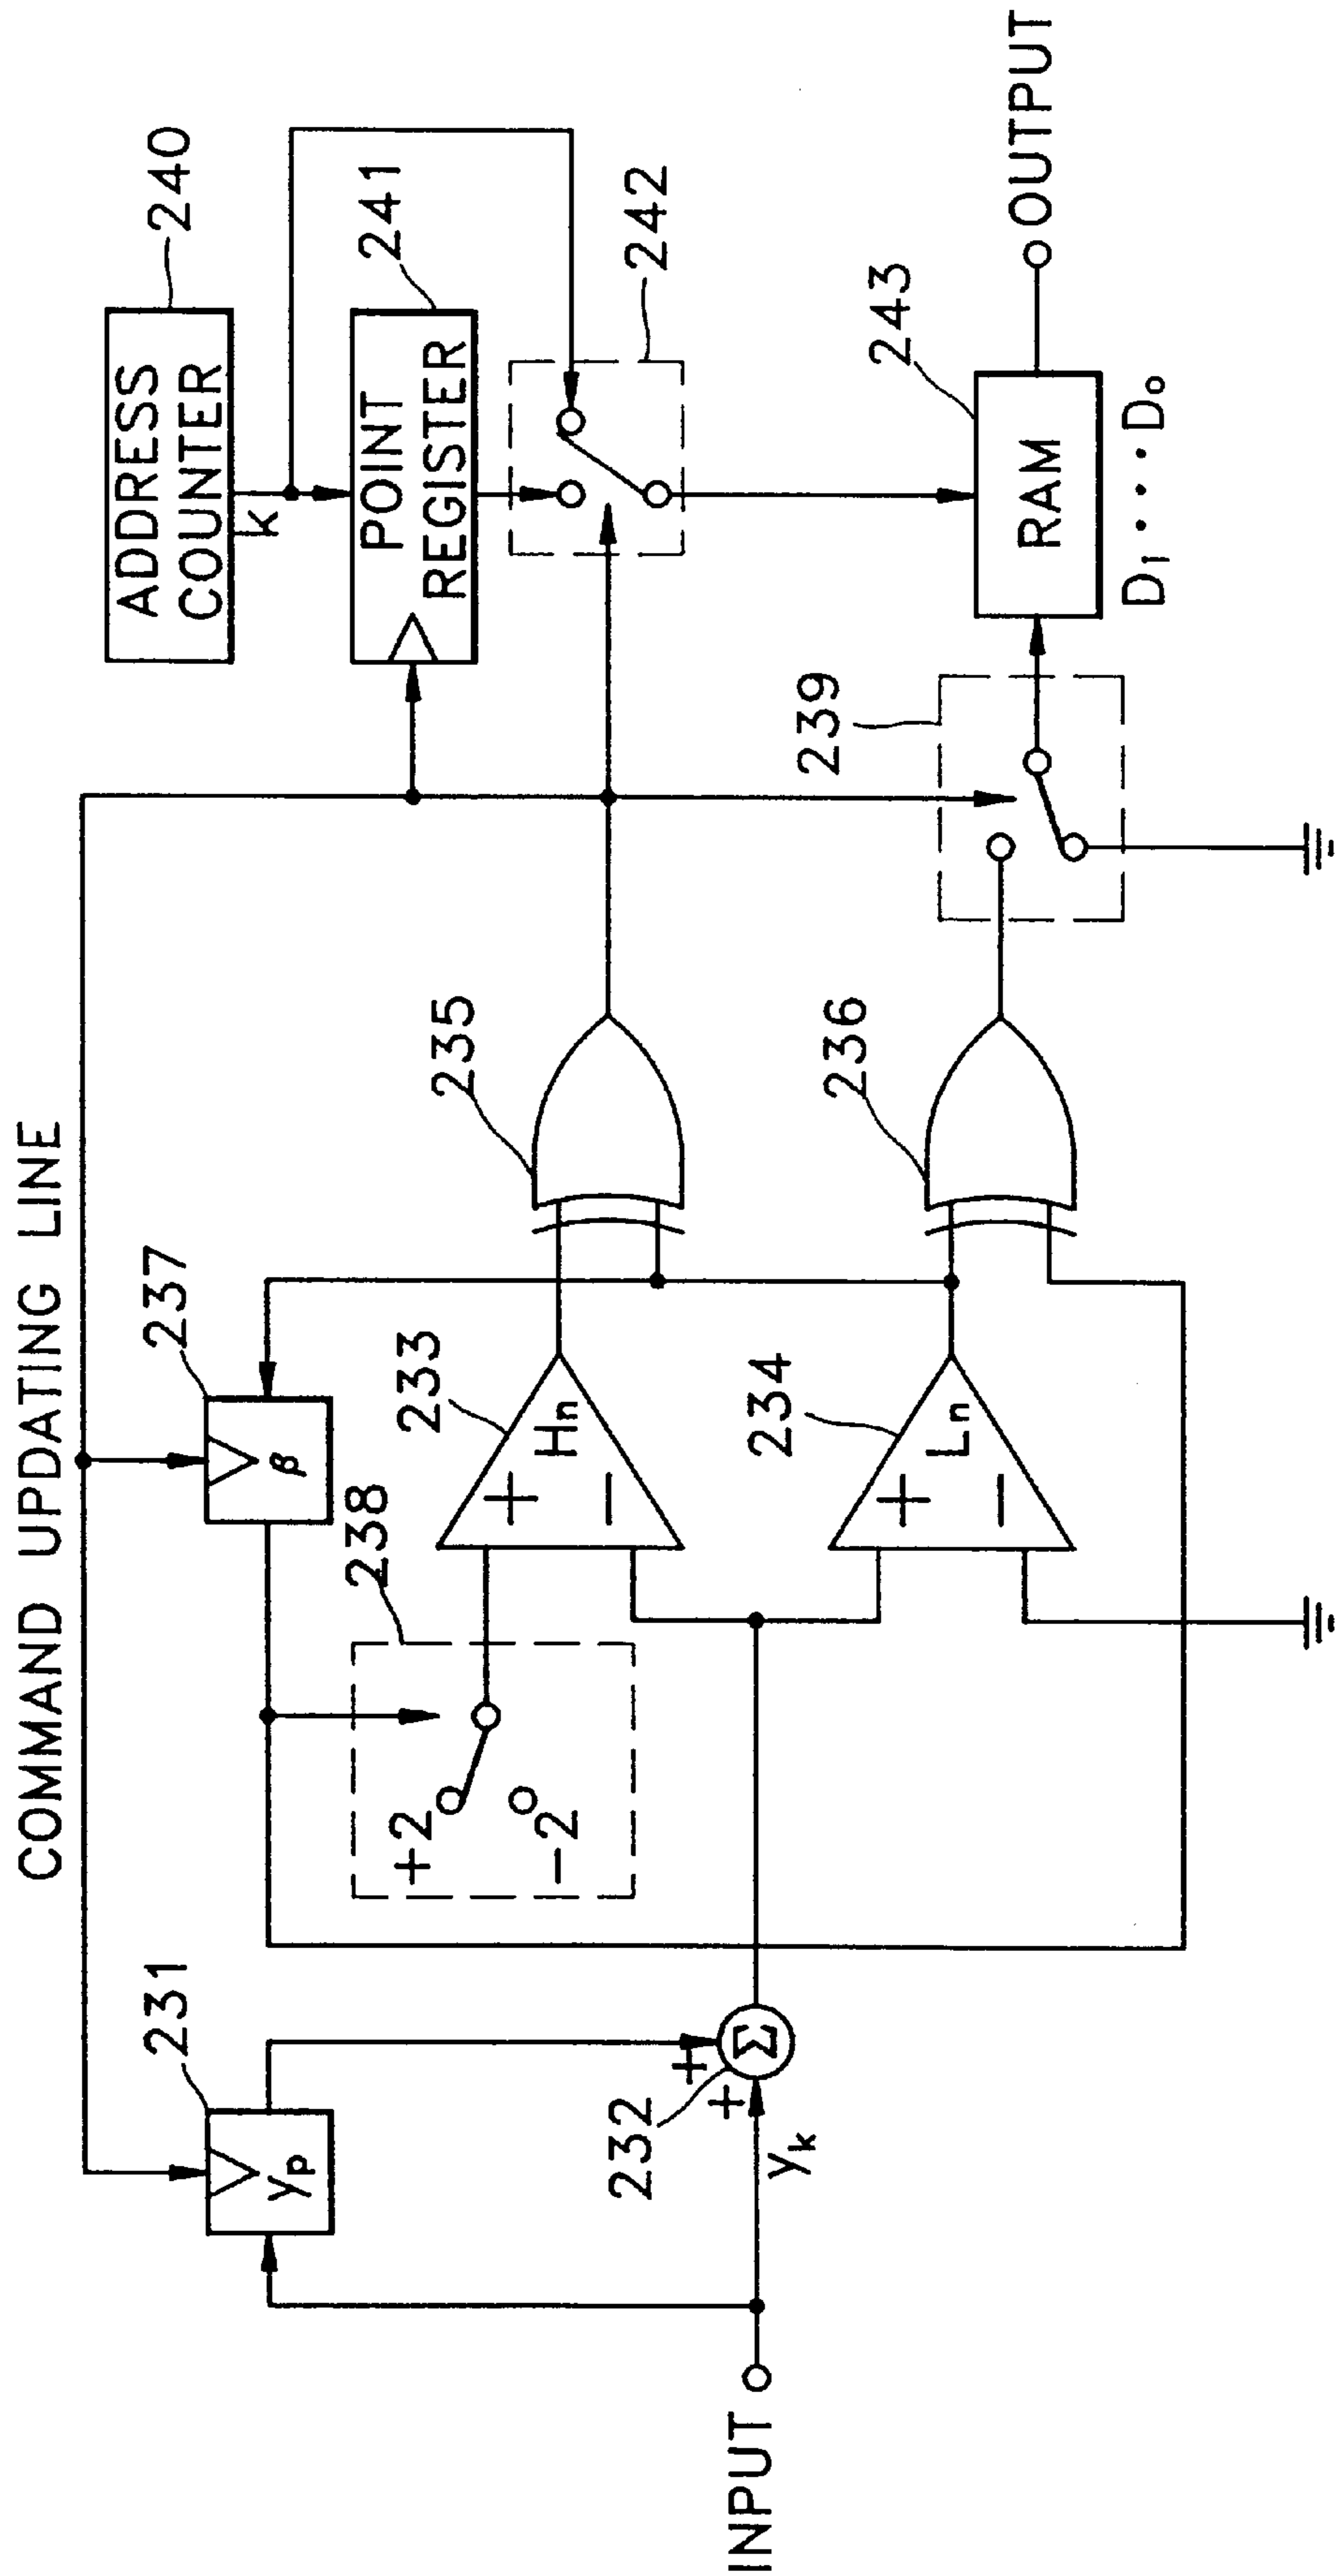 COMMAND UPDATING LINE
231
yp
237
β
ADDRESS
COUNTER
240
k
POINT
REGISTER
241
238
+2
-2
233
+
Hn
−
235
242
232
+
+
Σ
yk
INPUT
234
+
Ln
−
236
239
243
RAM
D1 ···· D0
OUTPUT